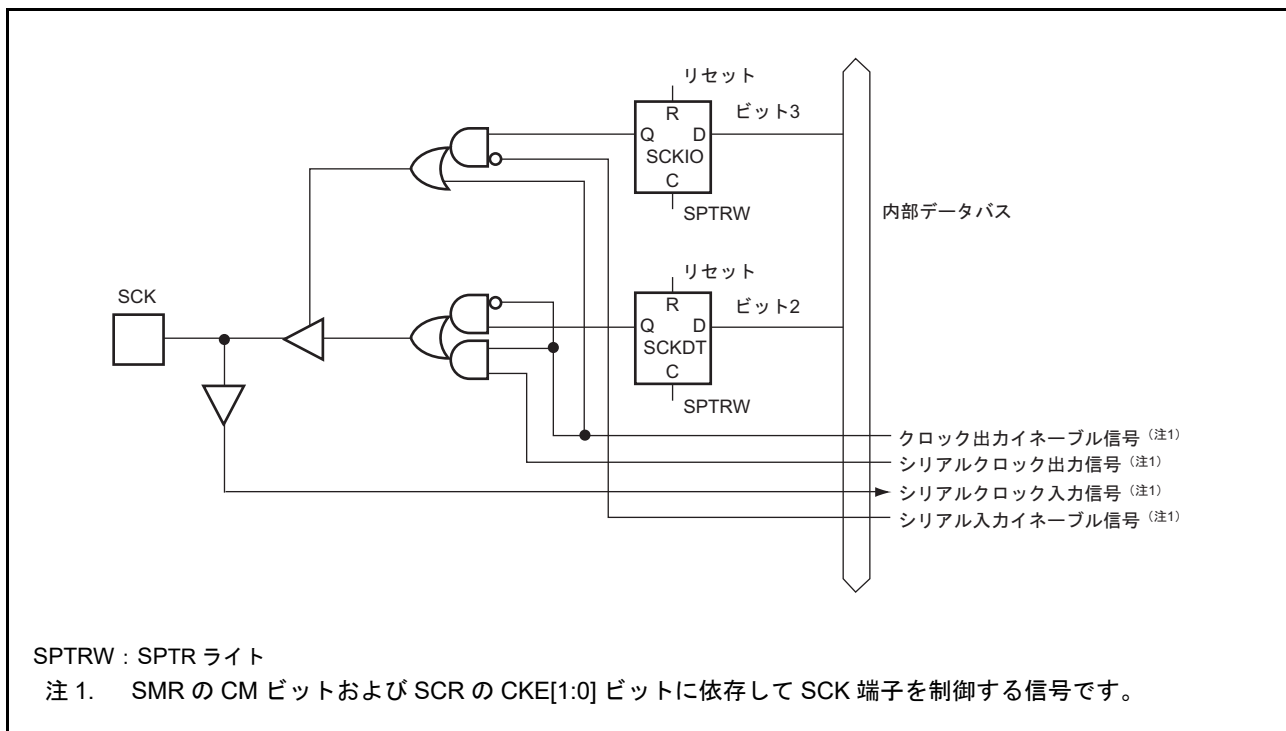 リセット
R
ビット3
Q D
SCKIO
C
SPTRW
内部データバス
リセット
R
ビット2
SCK
Q D
SCKDT
C
SPTRW
クロック出力イネーブル信号（注1）
シリアルクロック出力信号（注1）
シリアルクロック入力信号（注1）
シリアル入力イネーブル信号（注1）
SPTRW : SPTR ライト
注 1. SMR の CM ビットおよび SCR の CKE[1:0] ビットに依存して SCK 端子を制御する信号です。